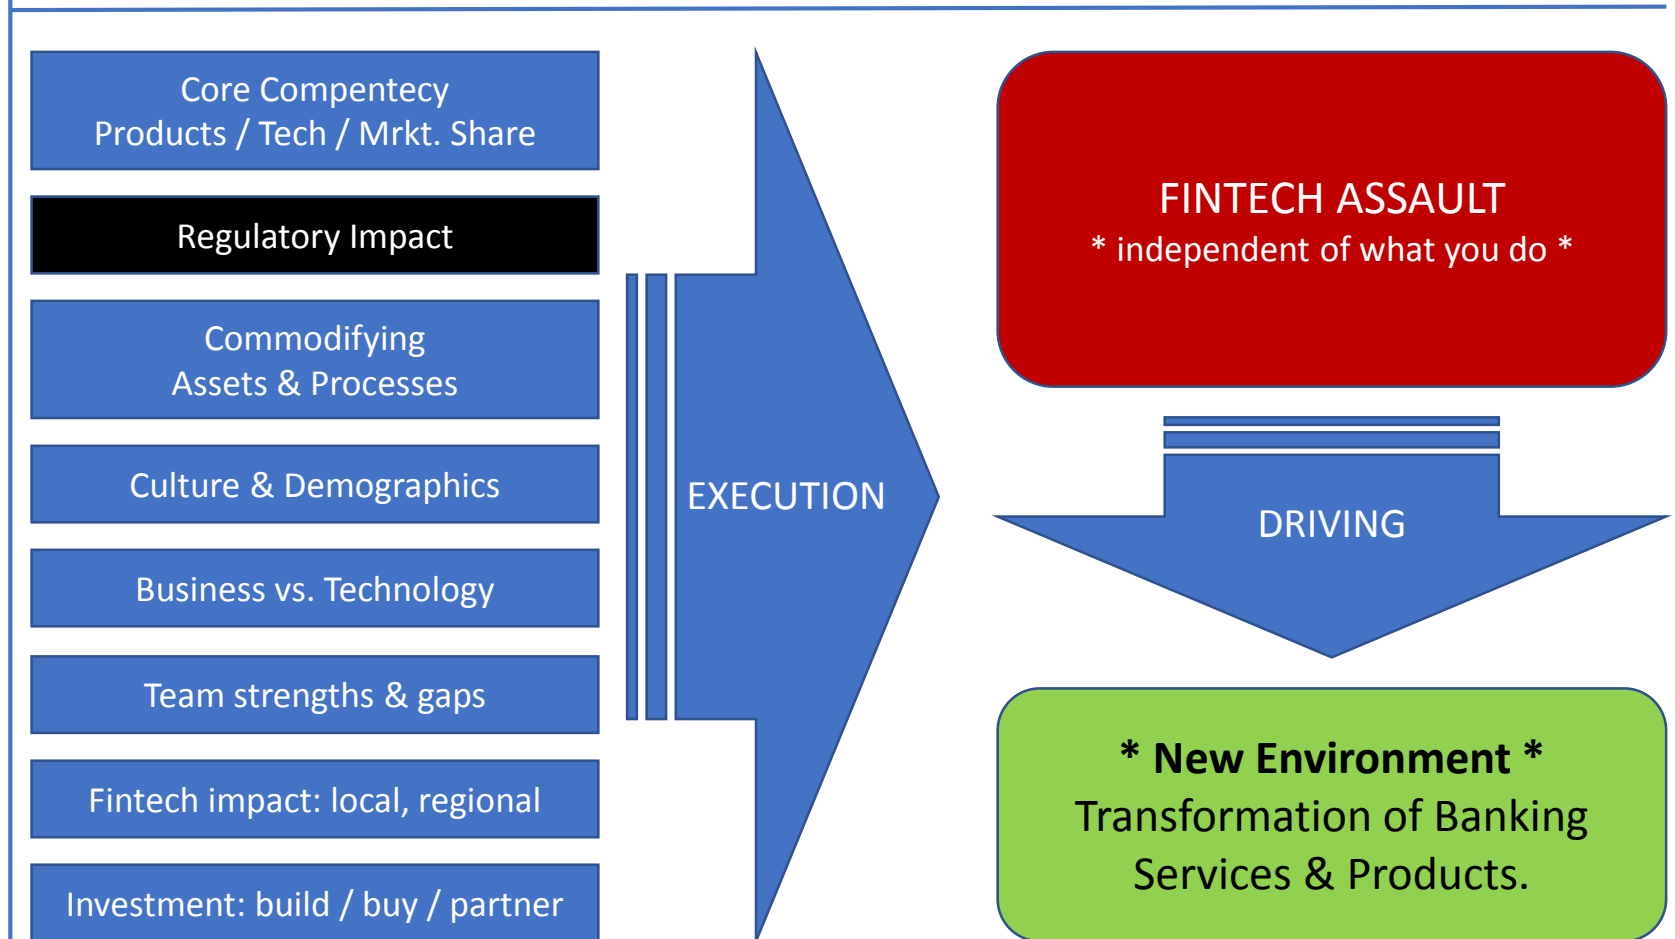 Core Compentecy
Products / Tech / Mrkt. Share
Regulatory Impact
Commodifying
Assets & Processes
Culture & Demographics
Business vs. Technology
Team strengths & gaps
Fintech impact: local, regional
Investment: build / buy / partner
EXECUTION
FINTECH ASSAULT
* independent of what you do *
DRIVING
* New Environment *
Transformation of Banking
Services & Products.